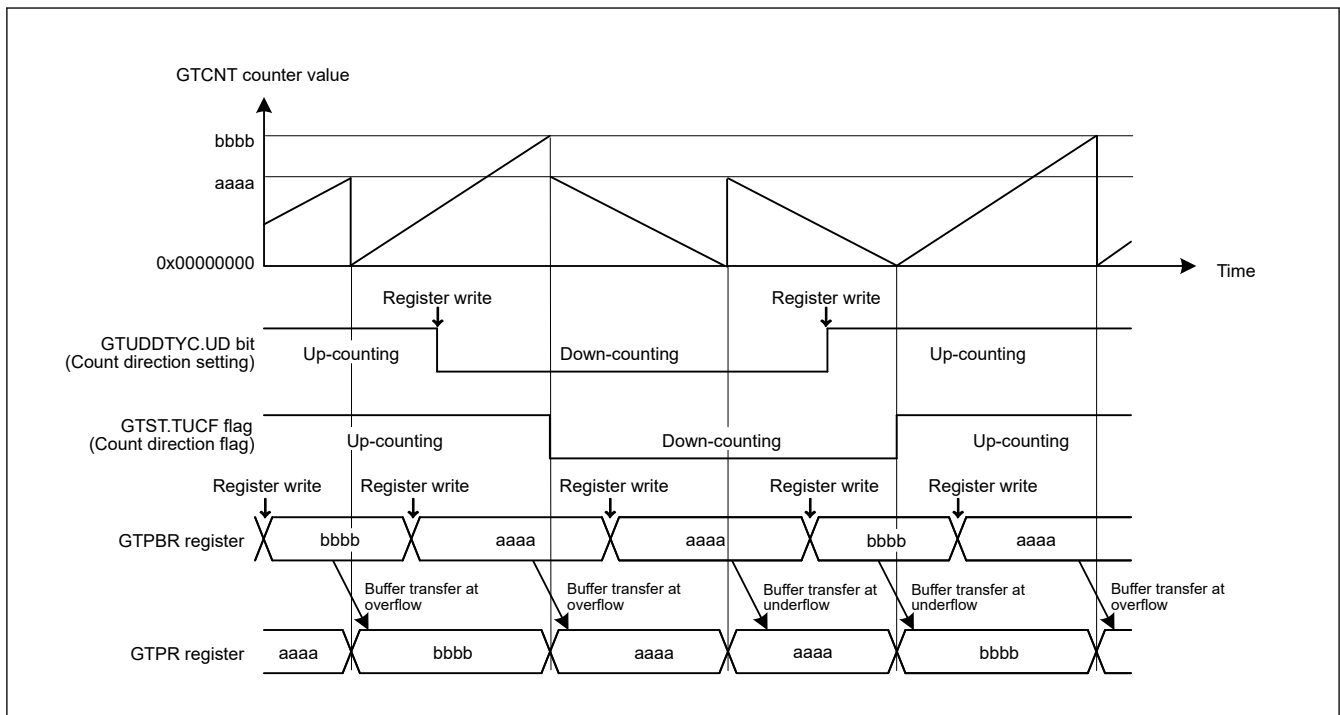 GTCNT counter value
bbbb
aaaa
0x00000000
Time
Register write
Register write
GTUDDTYC.UD bit
(Count direction setting)
Up-counting
Down-counting
Up-counting
GTST.TUCF flag
(Count direction flag)
Up-counting
Down-counting
Up-counting
Register write
Register write
Register write
Register write
Register write
GTPBR register
bbbb
aaaa
aaaa
bbbb
aaaa
Buffer transfer at
overflow
Buffer transfer at
overflow
Buffer transfer at
underflow
Buffer transfer at
underflow
Buffer transfer at
overflow
GTPR register
aaaa
bbbb
aaaa
aaaa
bbbb